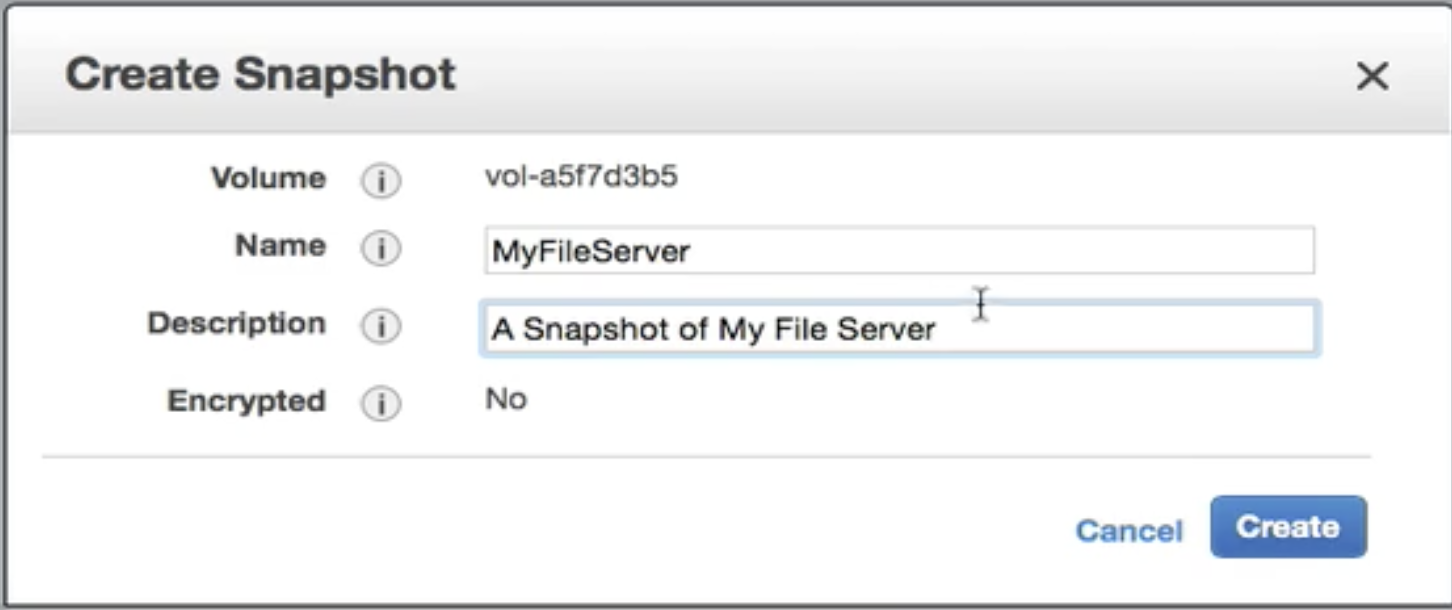 Create Snapshot
Volume vol-a5f7d3b5
Name MyFileServer
Description A Snapshot of My File Server
Encrypted No
Cancel Create